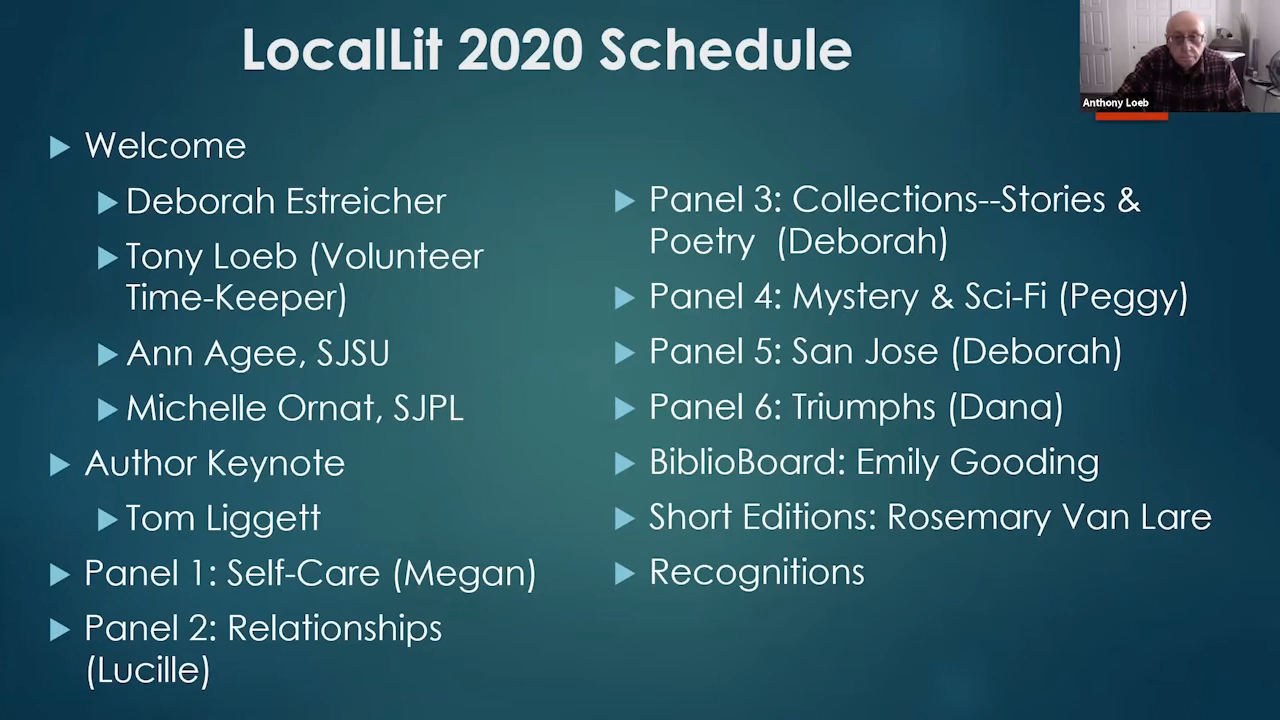 LocalLit 2020 Schedule
Anthony Loeb
Welcome
Deborah Estreicher
Tony Loeb (Volunteer
Time-Keeper)
Ann Agee, SJSU
Michelle Ornat, SJPL
Author Keynote
Tom Liggett
Panel 1: Self-Care (Megan)
Panel 2: Relationships
(Lucille)
Panel 3: Collections--Stories &
Poetry (Deborah)
Panel 4: Mystery & Sci-Fi (Peggy)
Panel 5: San Jose (Deborah)
Panel 6: Triumphs (Dana)
BiblioBoard: Emily Gooding
Short Editions: Rosemary Van Lare
Recognitions